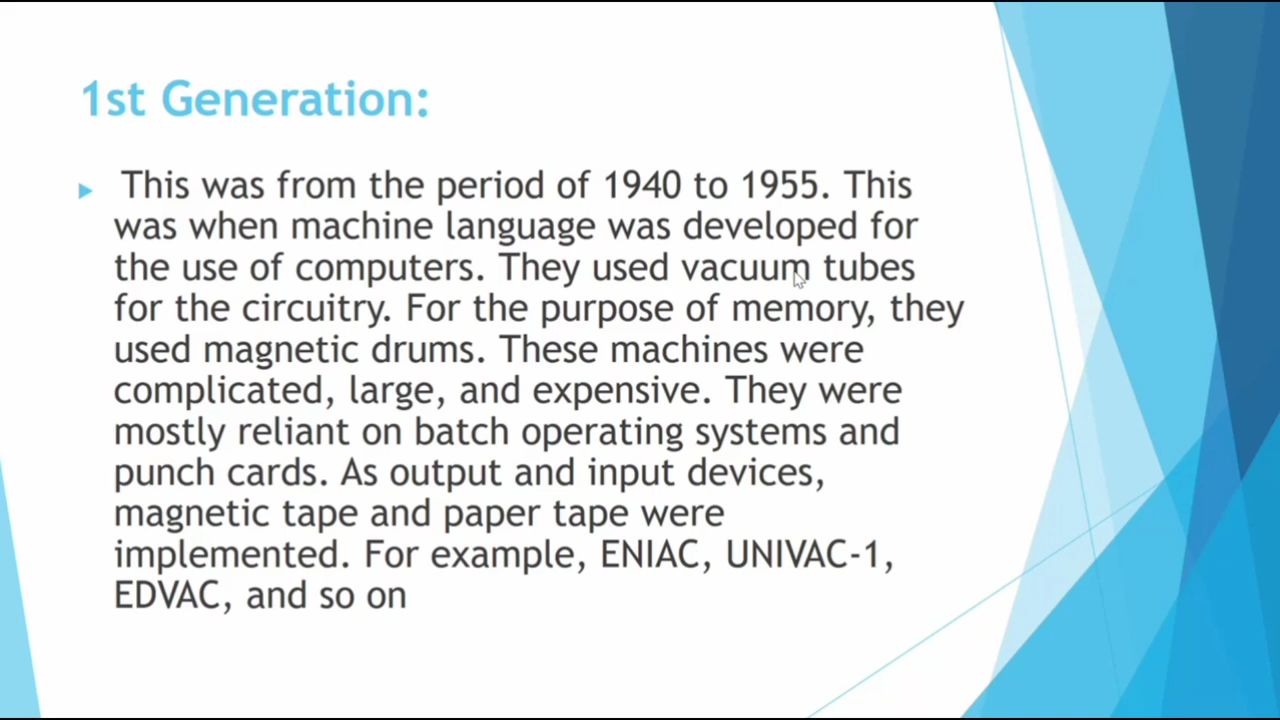 1st Generation:
This was from the period of 1940 to 1955. This
was when machine language was developed for
the use of computers. They used vacuum tubes
for the circuitry. For the purpose of memory, they
used magnetic drums. These machines were
complicated, large, and expensive. They were
mostly reliant on batch operating systems and
punch cards. As output and input devices,
magnetic tape and paper tape were
implemented. For example, ENIAC, UNIVAC-1,
EDVAC, and so on